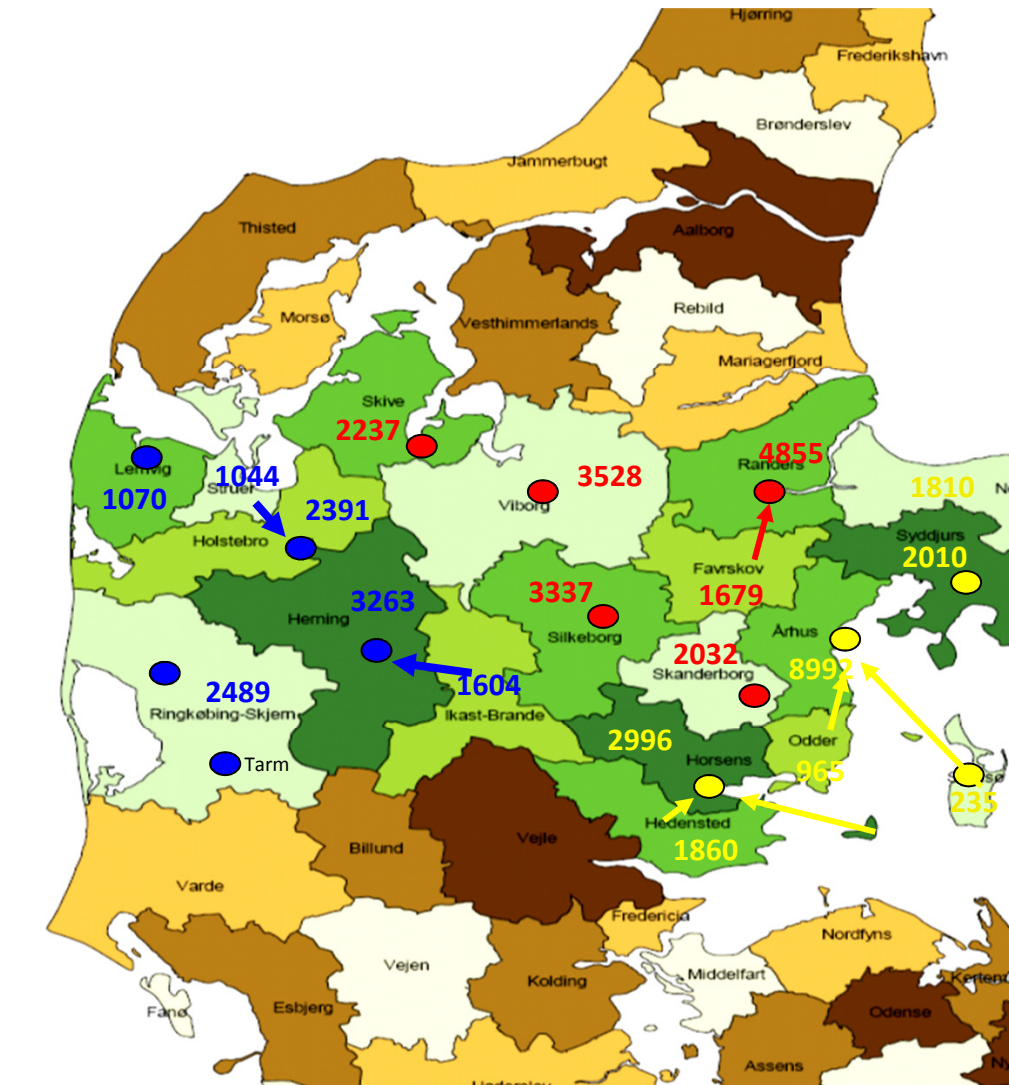 Hjørring
Frederikshavn
Brønderslev
Jammerbugt
Thisted
Aalborg
Rebild
Morsø
Vesthimmerlands
Mariagerfjord
Skive
2237
4855
Randers
Lemvig
1070
1044
Struer
2391
3528
Viborg
1810
Holstebro
Syddjurs
2010
Favrskov
1679
3263
Herning
3337
Silkeborg
Århus
8992
2032
Skanderborg
1604
2489
Ringkøbing-Skjern
Ikast-Brande
Tarm
2996
Horsens
Odder
965
235
Hedensted
1860
Billund
Vejle
Varde
Fredericia
Nordfyns
Vejen
Kolding
Middelfart
Fanø
Esbjerg
Odense
Assens